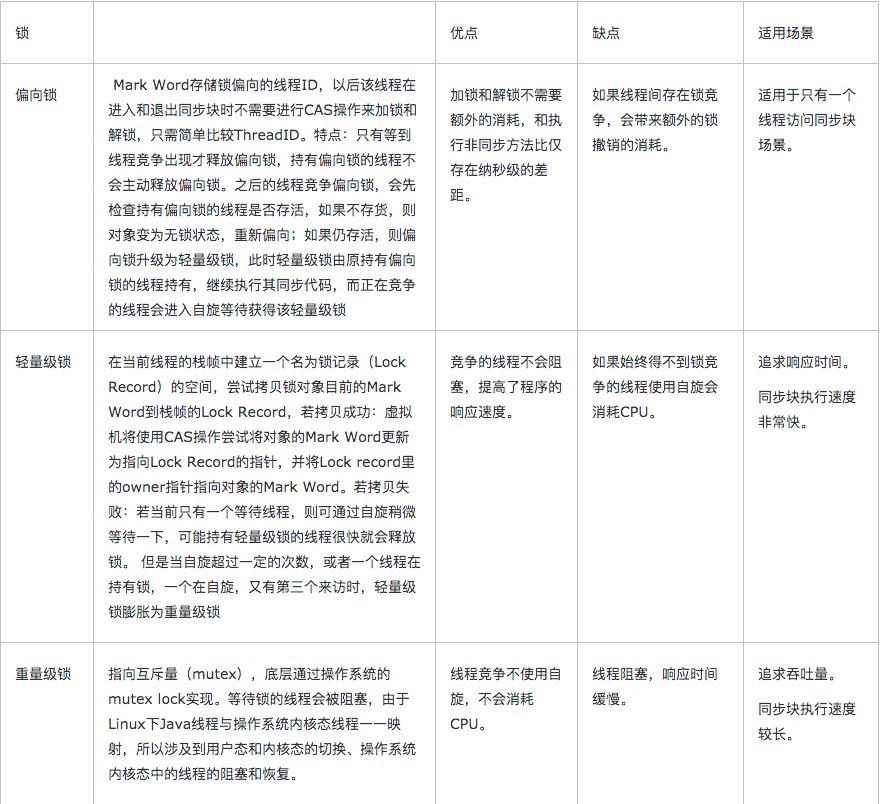 锁
优点
缺点
适用场景
偏向锁
Mark Word存储锁偏向的线程ID，以后该线程在
进入和退出同步块时不需要进行CAS操作来加锁和
解锁，只需简单比较ThreadID。特点：只有等到
线程竞争出现才释放偏向锁，持有偏向锁的线程不
会主动释放偏向锁。之后的线程竞争偏向锁，会先
检查持有偏向锁的线程是否存活，如果不存货，则
对象变为无锁状态，重新偏向；如果仍存活，则偏
向锁升级为轻量级锁，此时轻量级锁由原持有偏向
锁的线程持有，继续执行其同步代码，而正在竞争
的线程会进入自旋等待获得该轻量级锁
加锁和解锁不需要
额外的消耗，和执
行非同步方法比仅
存在纳秒级的差
距。
如果线程间存在锁竞
争，会带来额外的锁
撤销的消耗。
适用于只有一个
线程访问同步块
场景。
轻量级锁
在当前线程的栈帧中建立一个名为锁记录（Lock
Record）的空间，尝试拷贝锁对象目前的Mark
Word到栈帧的Lock Record，若拷贝成功：虚拟
机将使用CAS操作尝试将对象的Mark Word更新
为指向Lock Record的指针，并将Lock record里
的owner指针指向对象的Mark Word。若拷贝失
败：若当前只有一个等待线程，则可通过自旋稍微
等待一下，可能持有轻量级锁的线程很快就会释放
锁。 但是当自旋超过一定的次数，或者一个线程在
持有锁，一个在自旋，又有第三个来访时，轻量级
锁膨胀为重量级锁
竞争的线程不会阻
塞，提高了程序的
响应速度。
如果始终得不到锁竞
争的线程使用自旋会
消耗CPU。
追求响应时间。
同步块执行速度
非常快。
重量级锁
指向互斥量（mutex），底层通过操作系统的
mutex lock实现。等待锁的线程会被阻塞，由于
Linux下Java线程与操作系统内核态线程一一映
射，所以涉及到用户态和内核态的切换、操作系统
内核态中的线程的阻塞和恢复。
线程竞争不使用自
旋，不会消耗
CPU。
线程阻塞，响应时间
缓慢。
追求吞吐量。
同步块执行速度
较长。